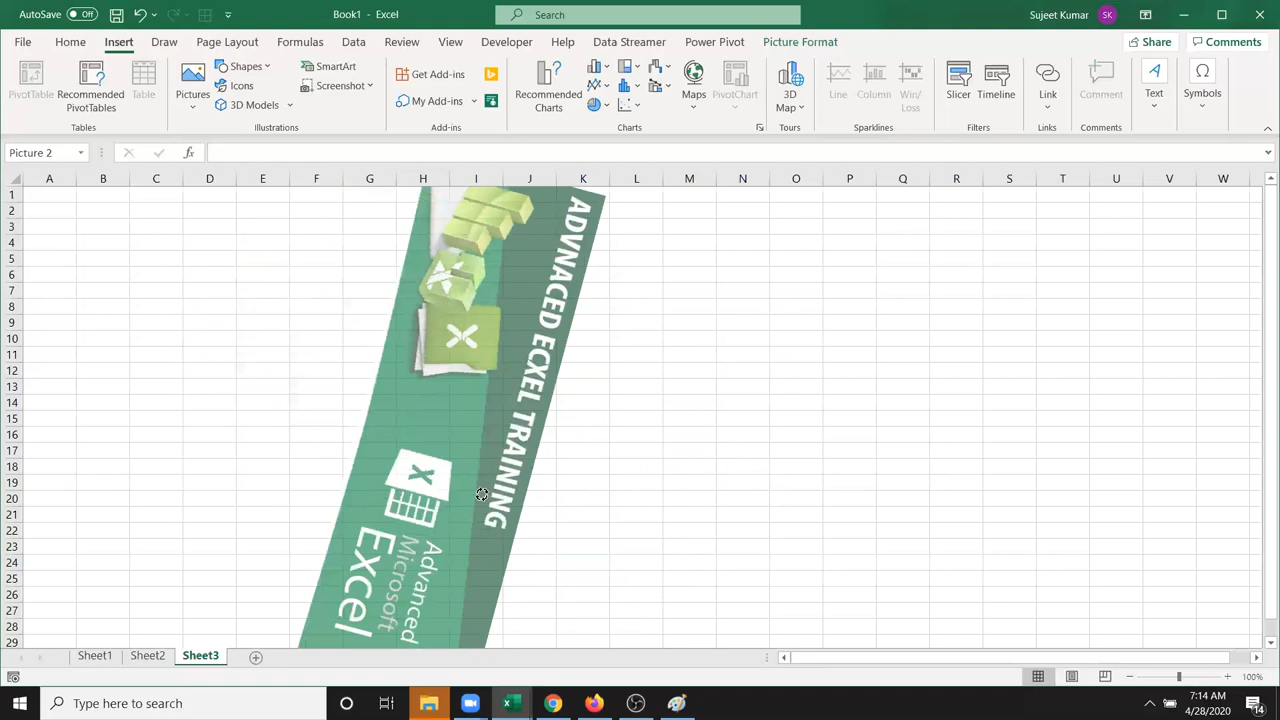 AutoSave Off Book1 - Excel Search Sujeet Kumar SK
File Home Insert Draw Page Layout Formulas Data Review View Developer Help Data Streamer Power Pivot Picture Format Share Comments
PivotTable Recommended PivotTables Table
Pictures Shapes Icons 3D Models SmartArt Screenshot
Get Add-ins My Add-ins
Recommended Charts Maps PivotChart
3D Map
Line Column Win/Loss
Slicer Timeline
Link Comment Text Symbols
Tables Illustrations Add-ins Charts Tours Sparklines Filters Links Comments
Picture 2 fx
A B C D E F G H I J K L M N O P Q R S T U V W
1
2
3
4
5
6
7
8
9
10
11
12
13
14
15
16
17
18
19
20
21
22
23
24
25
26
27
28
29
ADVNACED ECXEL TRAINING
Advanced
Microsoft
Excel
Sheet1 Sheet2 Sheet3
100%
Type here to search
7:14 AM
4/28/2020
14